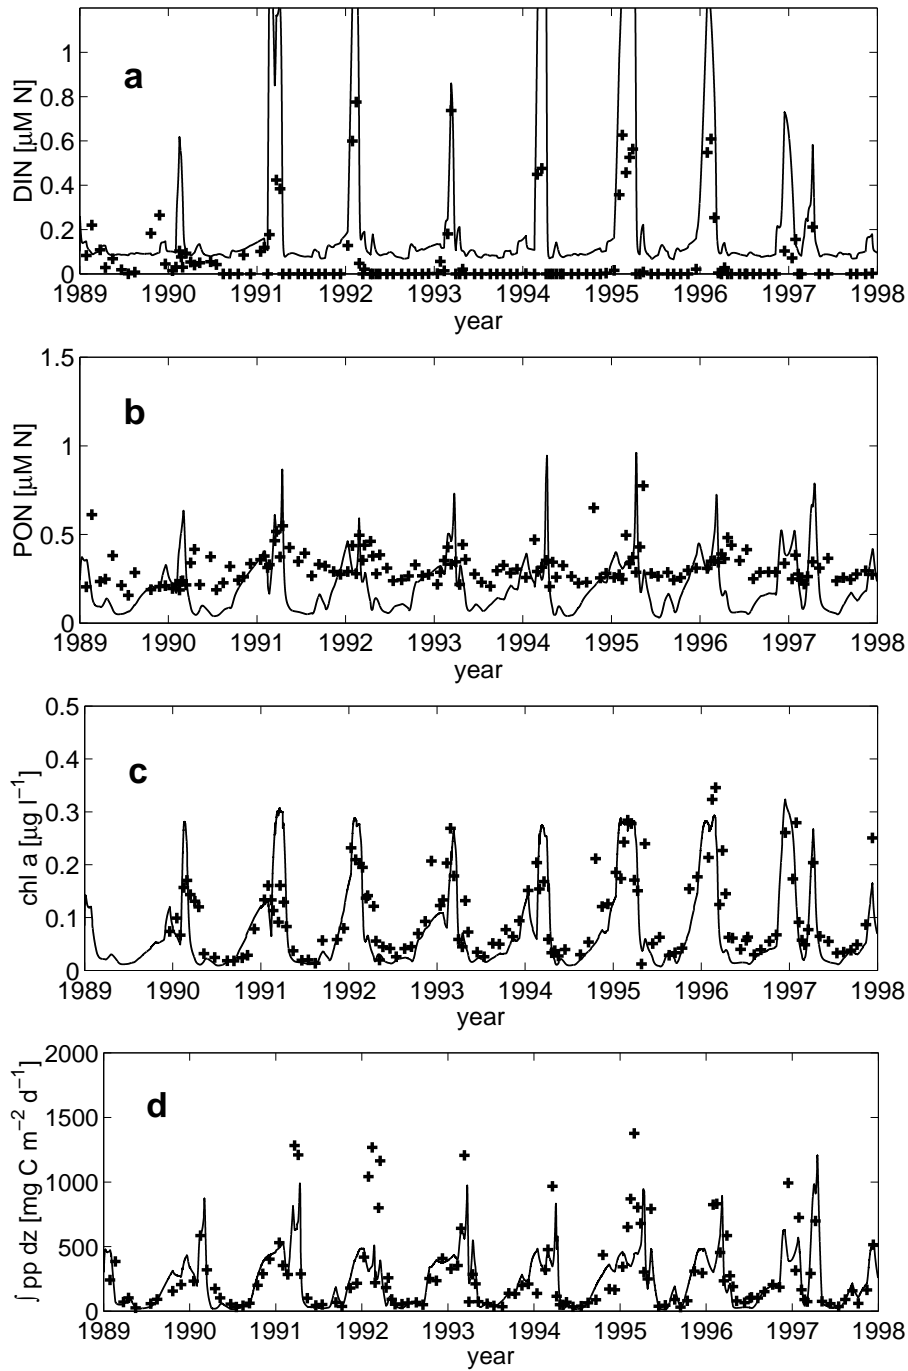 1
0.8
0.6
0.4
0.2
0
DIN [µM N]
a
1989 1990 1991 1992 1993 1994 1995 1996 1997 1998
year
1.5
1
0.5
0
PON [µM N]
b
1989 1990 1991 1992 1993 1994 1995 1996 1997 1998
year
0.5
0.4
0.3
0.2
0.1
0
chl a [µg l−1]
c
1989 1990 1991 1992 1993 1994 1995 1996 1997 1998
year
2000
1500
1000
500
0
∫ pp dz [mg C m−2 d−1]
d
1989 1990 1991 1992 1993 1994 1995 1996 1997 1998
year